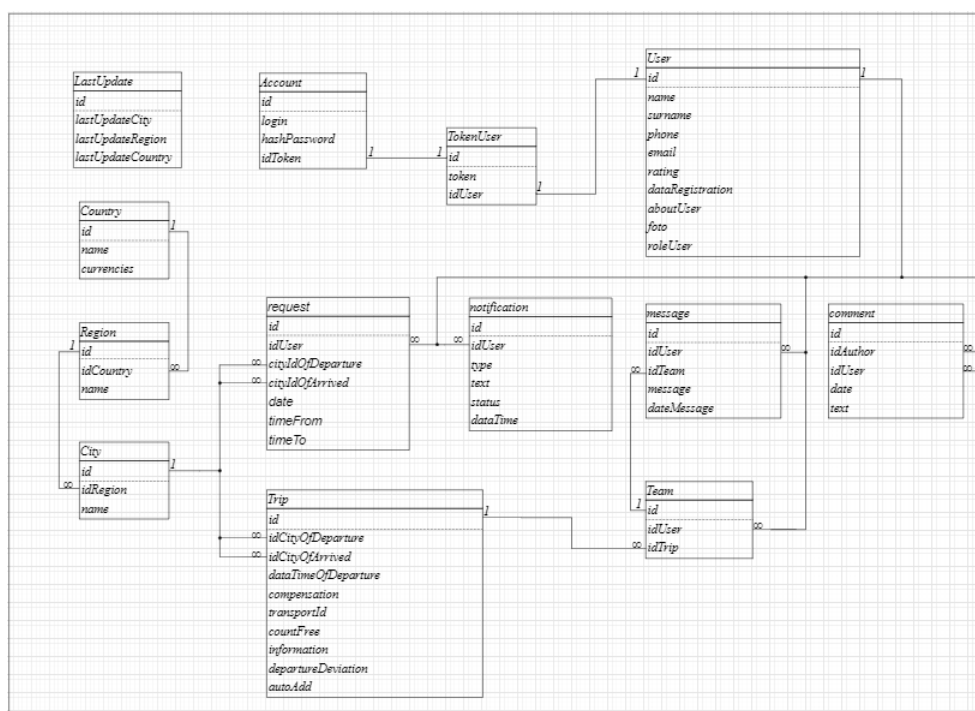 LastUpdate
id
lastUpdateCity
lastUpdateRegion
lastUpdateCountry
Account
id
login
hashPassword
idToken
1
1
TokenUser
id
token
idUser
1
1
User
id
name
surname
phone
email
rating
dataRegistration
aboutUser
foto
roleUser
1
Country
id
name
currencies
1
Region
id
idCountry
name
1
∞
City
id
idRegion
name
1
∞
request
id
idUser
cityIdOfDeparture
cityIdOfArrived
date
timeFrom
timeTo
∞
∞
∞
notification
id
idUser
type
text
status
dataTime
∞
message
id
idUser
idTeam
message
dateMessage
∞
∞
comment
id
idAuthor
idUser
date
text
∞
∞
Trip
id
idCityOfDeparture
idCityOfArrived
dataTimeOfDeparture
compensation
transportId
countFree
information
departureDeviation
autoAdd
1
∞
∞
Team
id
idUser
idTrip
1
∞
∞